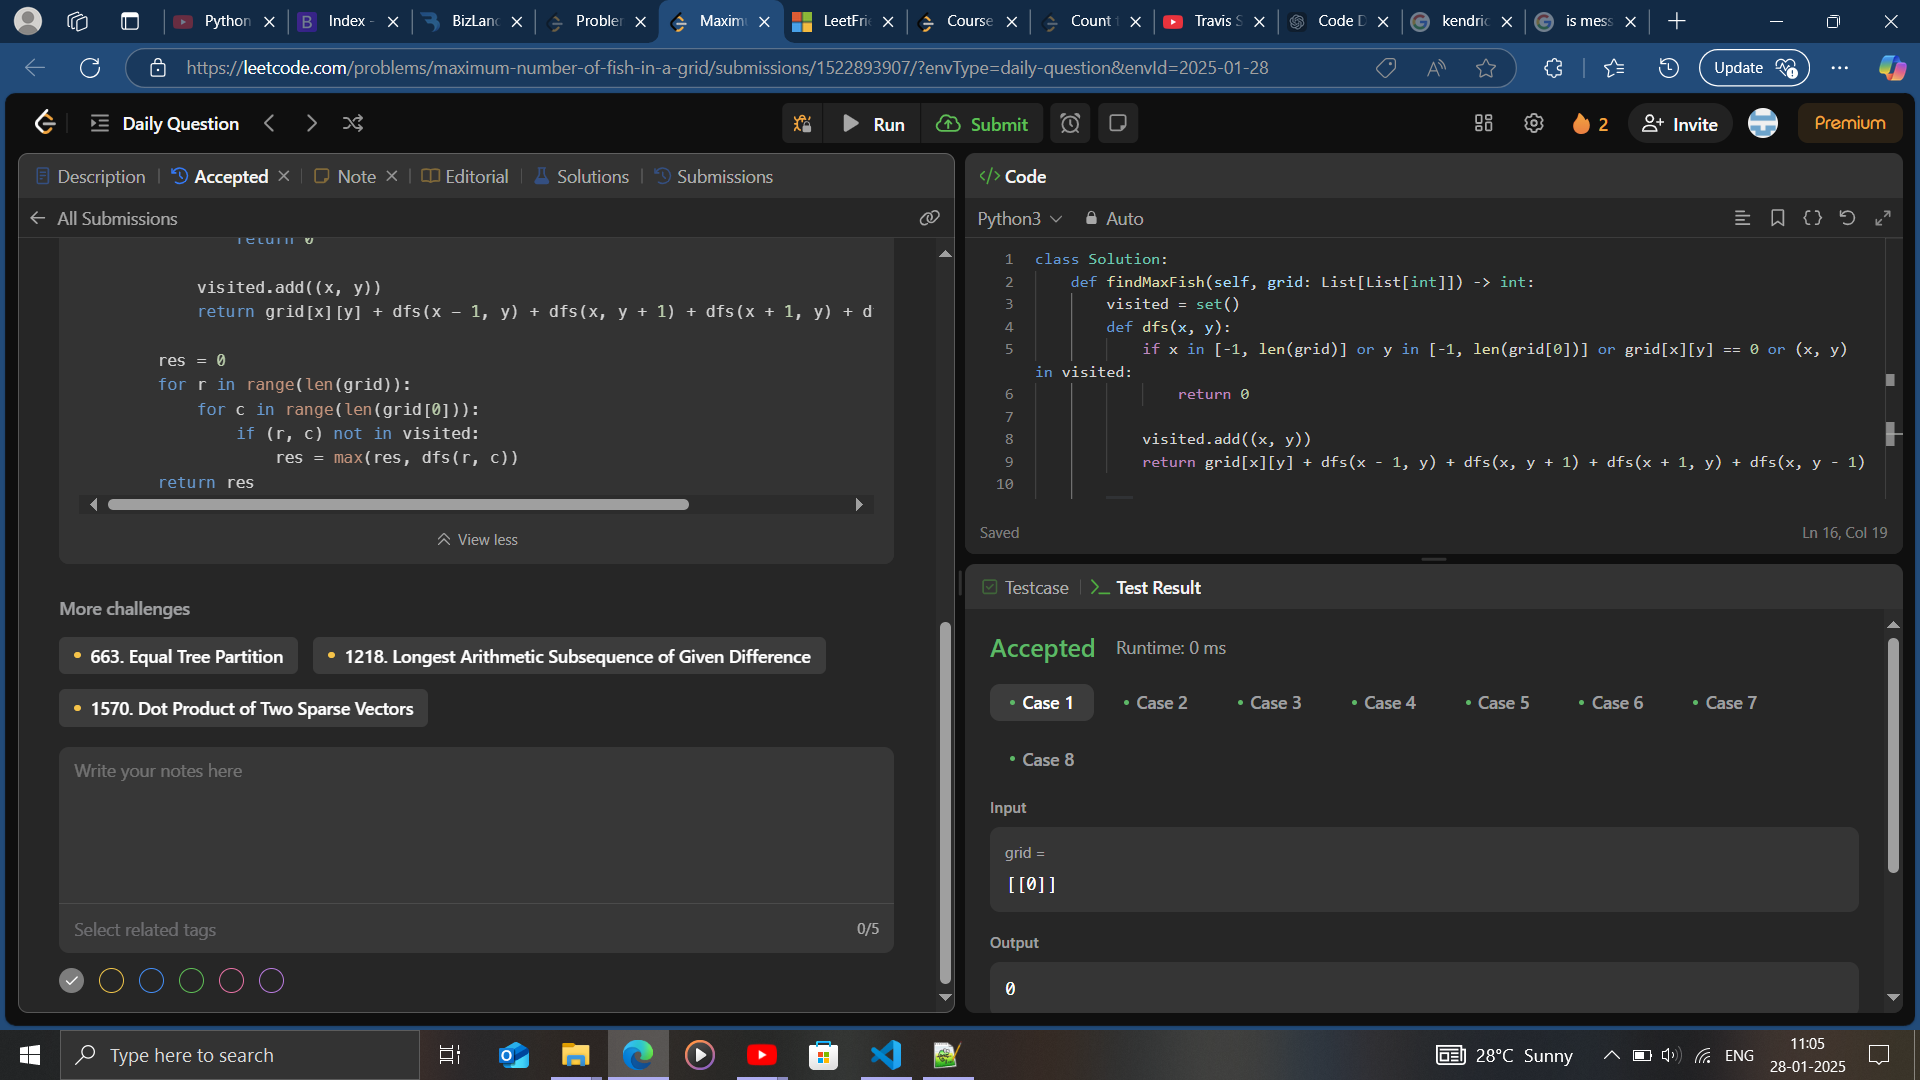 Python
Index -
BizLanc
Probler
Maximu
LeetFrie
Course
Count t
Travis S
Code D
kendric
is mess
https://leetcode.com/problems/maximum-number-of-fish-in-a-grid/submissions/1522893907/?envType=daily-question&envId=2025-01-28
Update
Daily Question
Run
Submit
2
Invite
Premium
Description
Accepted
Note
Editorial
Solutions
Submissions
All Submissions
return 0
visited.add((x, y))
return grid[x][y] + dfs(x - 1, y) + dfs(x, y + 1) + dfs(x + 1, y) + d
res = 0
for r in range(len(grid)):
for c in range(len(grid[0])):
if (r, c) not in visited:
res = max(res, dfs(r, c))
return res
View less
More challenges
663. Equal Tree Partition
1218. Longest Arithmetic Subsequence of Given Difference
1570. Dot Product of Two Sparse Vectors
Write your notes here
Select related tags
0/5
</> Code
Python3
Auto
1 class Solution:
2 def findMaxFish(self, grid: List[List[int]]) -> int:
3 visited = set()
4 def dfs(x, y):
5 if x in [-1, len(grid)] or y in [-1, len(grid[0])] or grid[x][y] == 0 or (x, y)
in visited:
6 return 0
7
8 visited.add((x, y))
9 return grid[x][y] + dfs(x - 1, y) + dfs(x, y + 1) + dfs(x + 1, y) + dfs(x, y - 1)
10
Saved
Ln 16, Col 19
Testcase
Test Result
Accepted
Runtime: 0 ms
Case 1
Case 2
Case 3
Case 4
Case 5
Case 6
Case 7
Case 8
Input
grid =
[[0]]
Output
0
Type here to search
28°C Sunny
ENG
11:05
28-01-2025